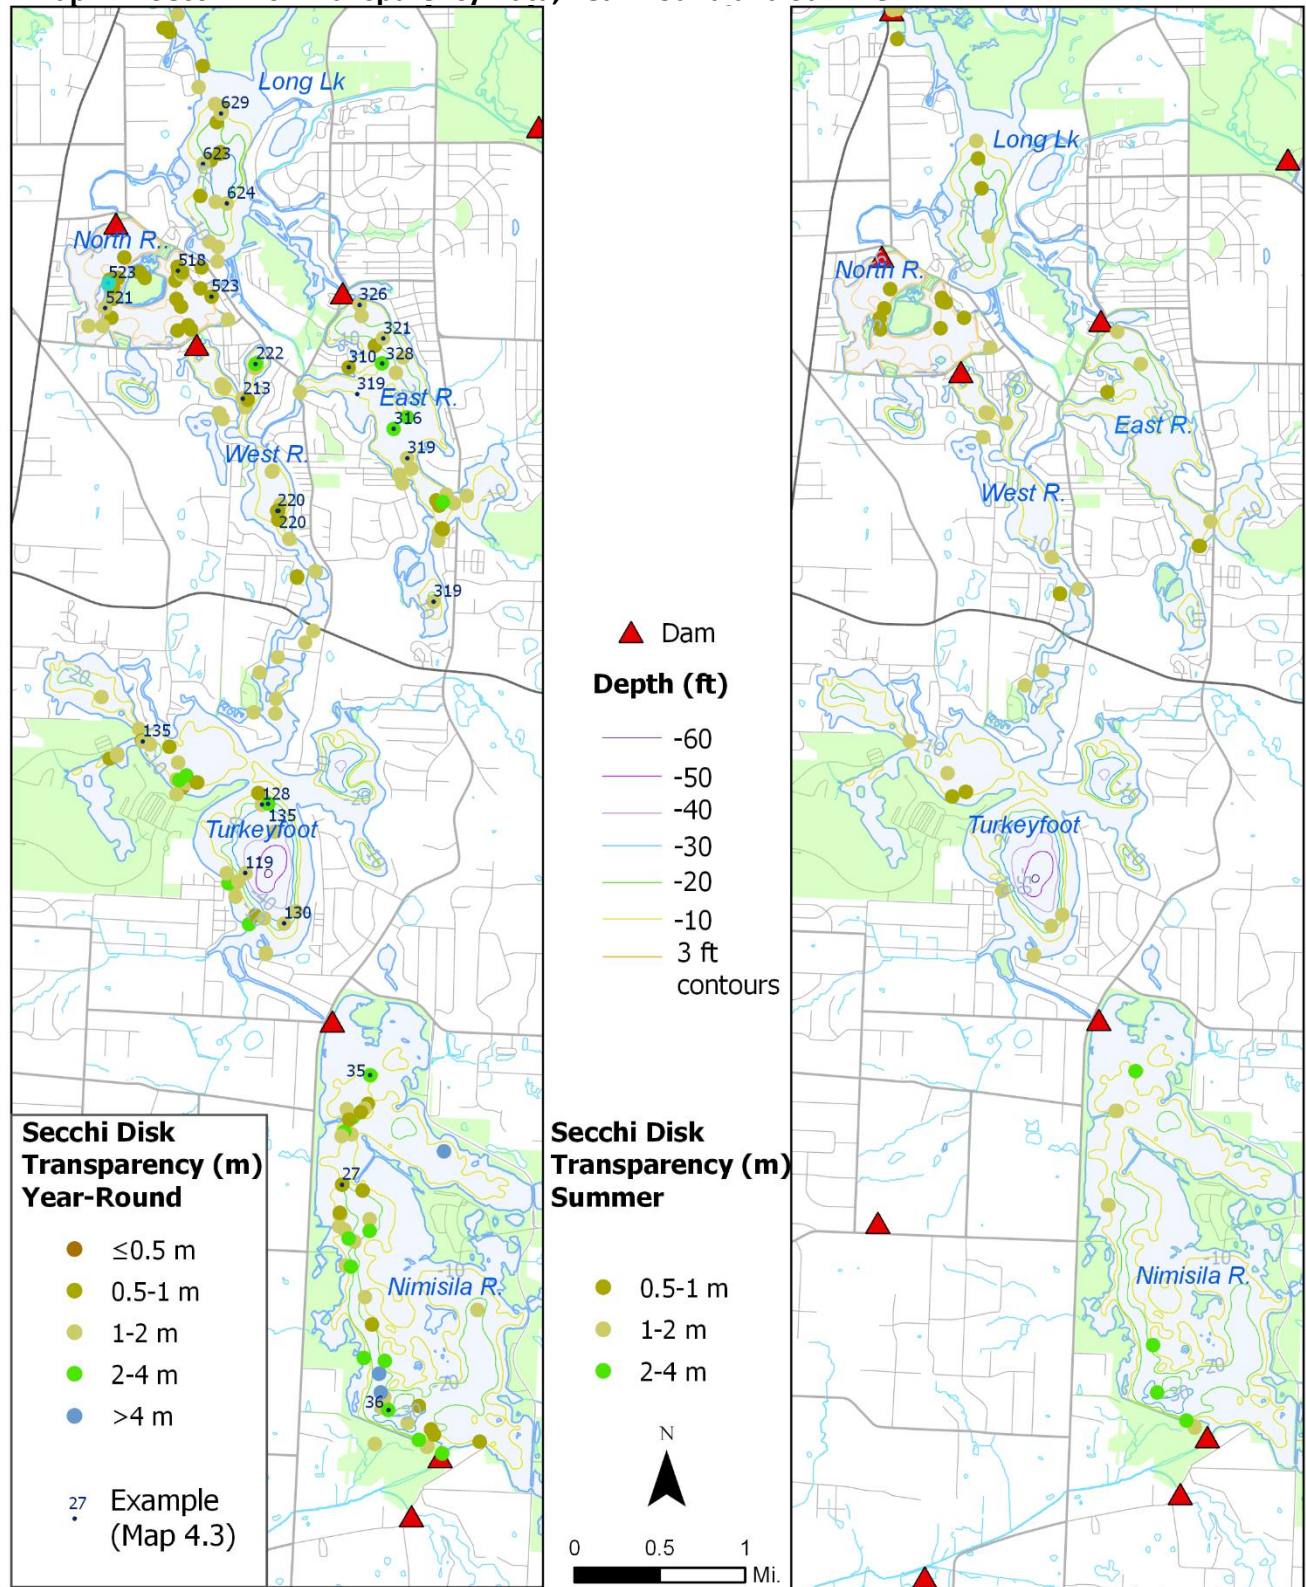 Long Lk
629
623
624
North R..
518
523
523
521
326
321
222
310
328
213
319
East R.
316
West R.
319
220
220
319
135
128
135
Turkeyfoot
119
130
35
27
Nimisila R.
36
Secchi Disk
Transparency (m)
Year-Round
≤0.5 m
0.5-1 m
1-2 m
2-4 m
>4 m
27
Example
(Map 4.3)
Dam
Depth (ft)
-60
-50
-40
-30
-20
-10
3 ft
contours
Secchi Disk
Transparency (m)
Summer
0.5-1 m
1-2 m
2-4 m
N
0 0.5 1
Mi.
Long Lk
North R.
East R.
West R.
-10
Turkeyfoot
-10
Nimisila R.